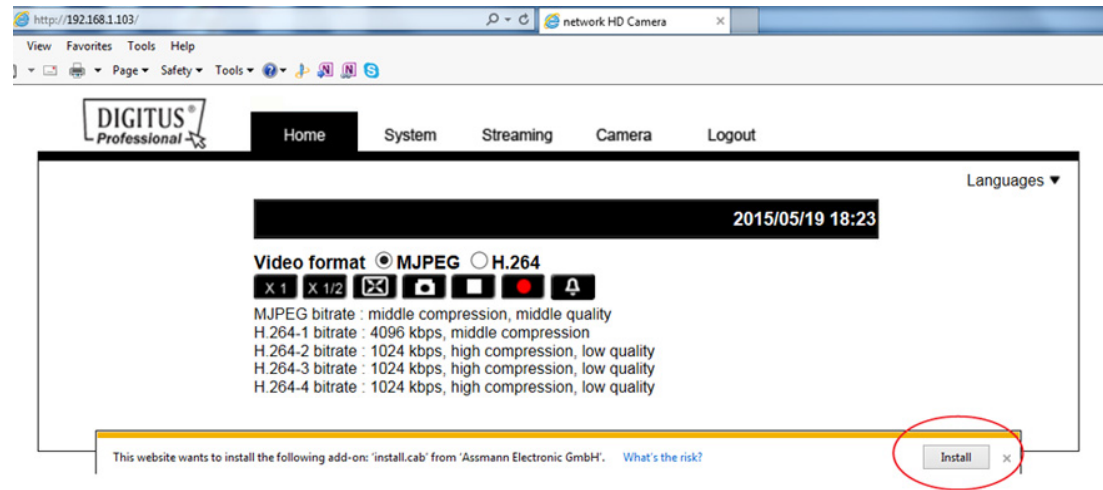 http://192.168.1.103/
network HD Camera
View Favorites Tools Help
Page Safety Tools
DIGITUS®
Professional
Home System Streaming Camera Logout
Languages ▼
2015/05/19 18:23
Video format MJPEG H.264
X 1 X 1/2
MJPEG bitrate : middle compression, middle quality
H.264-1 bitrate : 4096 kbps, middle compression
H.264-2 bitrate : 1024 kbps, high compression, low quality
H.264-3 bitrate : 1024 kbps, high compression, low quality
H.264-4 bitrate : 1024 kbps, high compression, low quality
This website wants to install the following add-on: 'install.cab' from 'Assmann Electronic GmbH'. What's the risk? Install ×